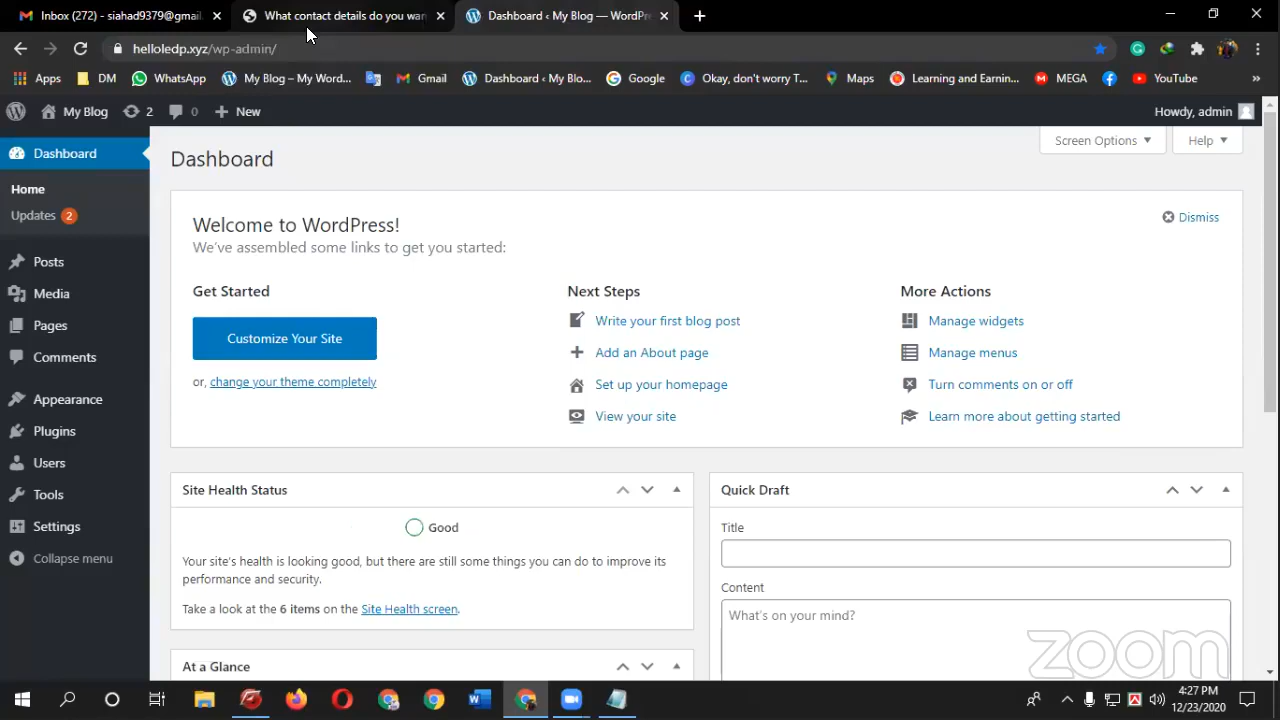 Inbox (272) - siahad9379@gmail.
What contact details do you wan
Dashboard ‹ My Blog — WordPr
helloledp.xyz/wp-admin/
Apps
DM
WhatsApp
My Blog – My Word...
Gmail
Dashboard ‹ My Blo...
Google
Okay, don't worry T...
Maps
Learning and Earnin...
MEGA
YouTube
»
My Blog
2
0
New
Howdy, admin
Dashboard
Home
Updates 2
Posts
Media
Pages
Comments
Appearance
Plugins
Users
Tools
Settings
Collapse menu
Screen Options
Help
Dashboard
Welcome to WordPress!
Dismiss
We've assembled some links to get you started:
Get Started
Customize Your Site
or, change your theme completely
Next Steps
Write your first blog post
Add an About page
Set up your homepage
View your site
More Actions
Manage widgets
Manage menus
Turn comments on or off
Learn more about getting started
Site Health Status
Good
Your site's health is looking good, but there are still some things you can do to improve its
performance and security.
Take a look at the 6 items on the Site Health screen.
At a Glance
Quick Draft
Title
Content
What's on your mind?
zoom
4:27 PM
12/23/2020